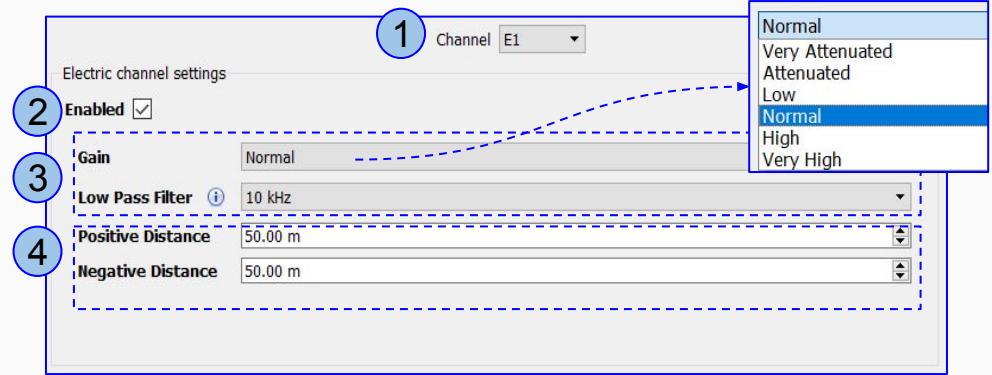 1
Channel E1
Electric channel settings
2
Enabled
3
Gain Normal
Low Pass Filter i 10 kHz
4
Positive Distance 50.00 m
Negative Distance 50.00 m
Normal
Very Attenuated
Attenuated
Low
Normal
High
Very High